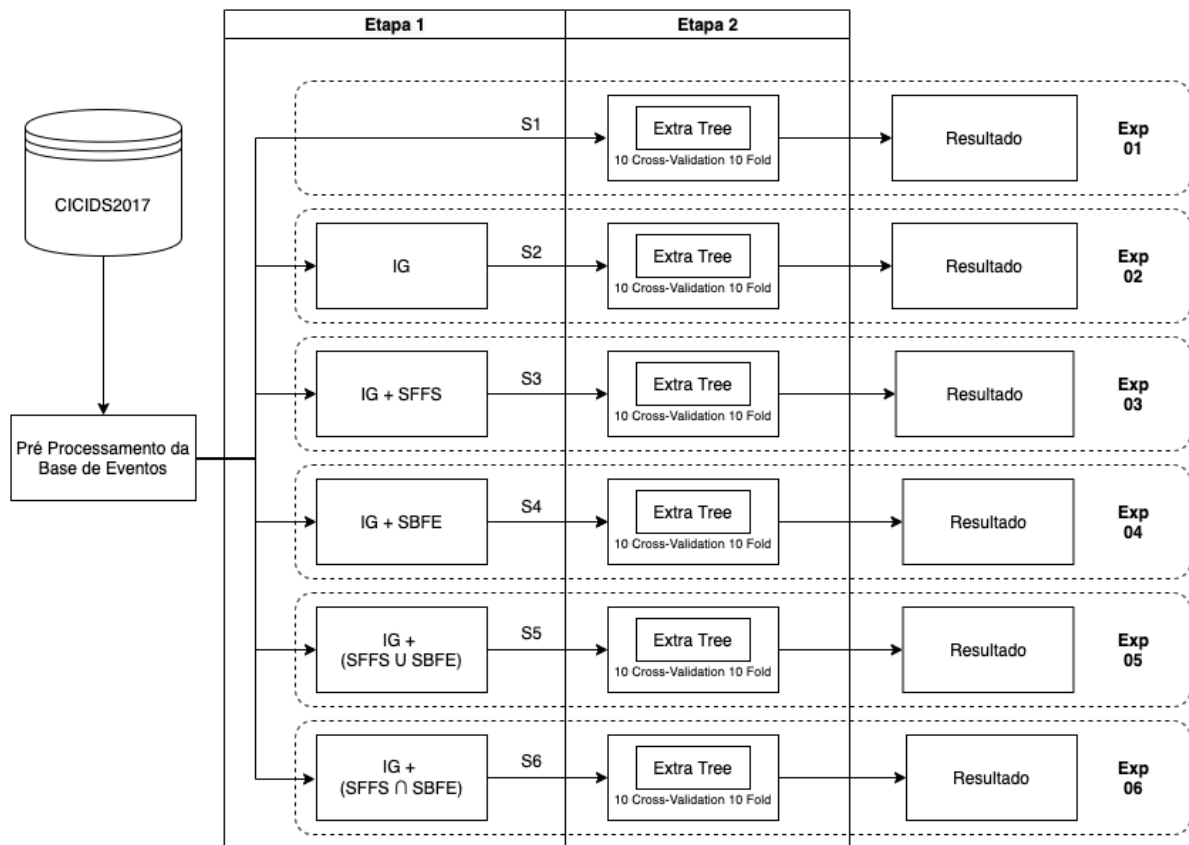 Etapa 1
Etapa 2
CICIDS2017
Pré Processamento da
Base de Eventos
S1
Extra Tree
10 Cross-Validation 10 Fold
Resultado
Exp
01
IG
S2
Extra Tree
10 Cross-Validation 10 Fold
Resultado
Exp
02
IG + SFFS
S3
Extra Tree
10 Cross-Validation 10 Fold
Resultado
Exp
03
IG + SBFE
S4
Extra Tree
10 Cross-Validation 10 Fold
Resultado
Exp
04
IG +
(SFFS U SBFE)
S5
Extra Tree
10 Cross-Validation 10 Fold
Resultado
Exp
05
IG +
(SFFS ∩ SBFE)
S6
Extra Tree
10 Cross-Validation 10 Fold
Resultado
Exp
06